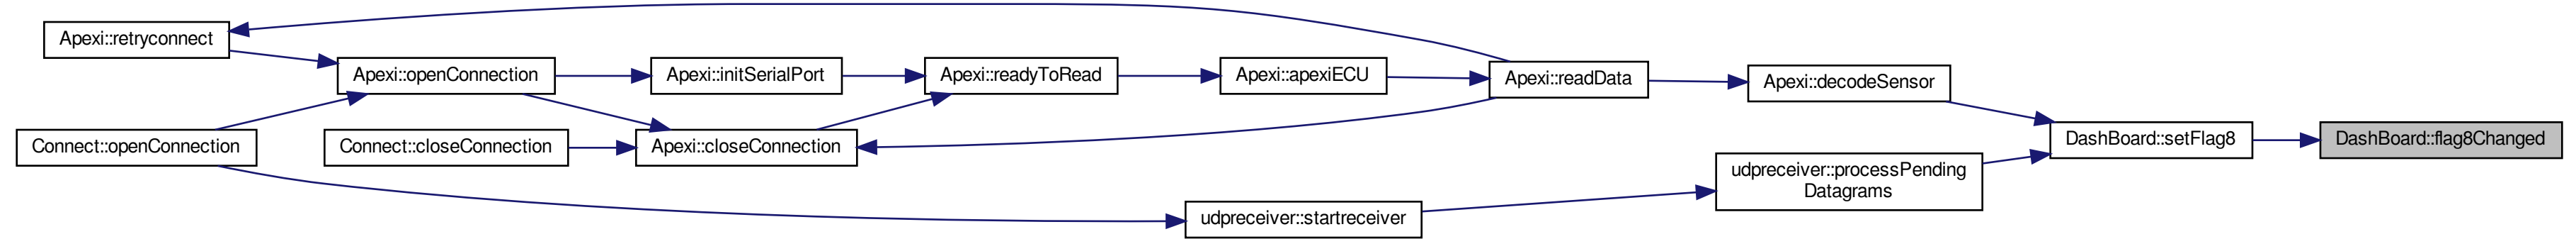 Apexi::retryconnect
Apexi::openConnection
Apexi::initSerialPort
Apexi::readyToRead
Apexi::apexiECU
Apexi::readData
Apexi::decodeSensor
Connect::openConnection
Connect::closeConnection
Apexi::closeConnection
DashBoard::setFlag8
DashBoard::flag8Changed
udpreceiver::processPending
Datagrams
udpreceiver::startreceiver